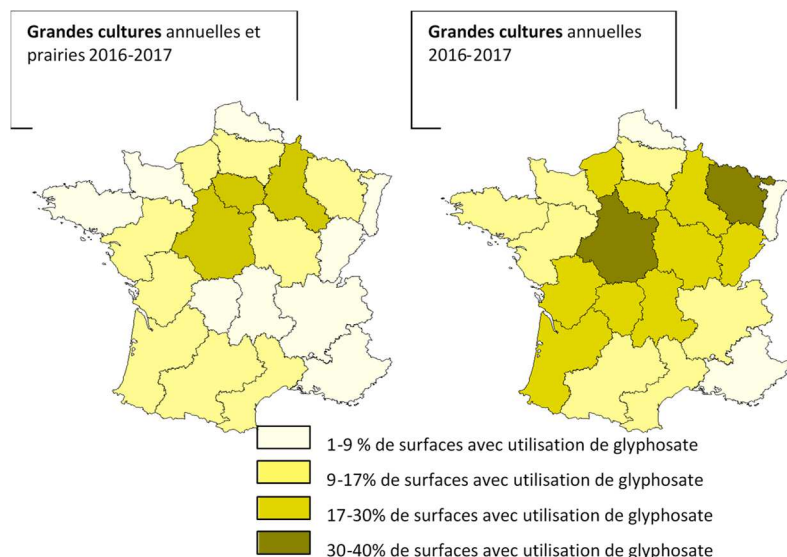 Grandes cultures annuelles et
prairies 2016-2017
Grandes cultures annuelles
2016-2017
1-9 % de surfaces avec utilisation de glyphosate
9-17% de surfaces avec utilisation de glyphosate
17-30% de surfaces avec utilisation de glyphosate
30-40% de surfaces avec utilisation de glyphosate